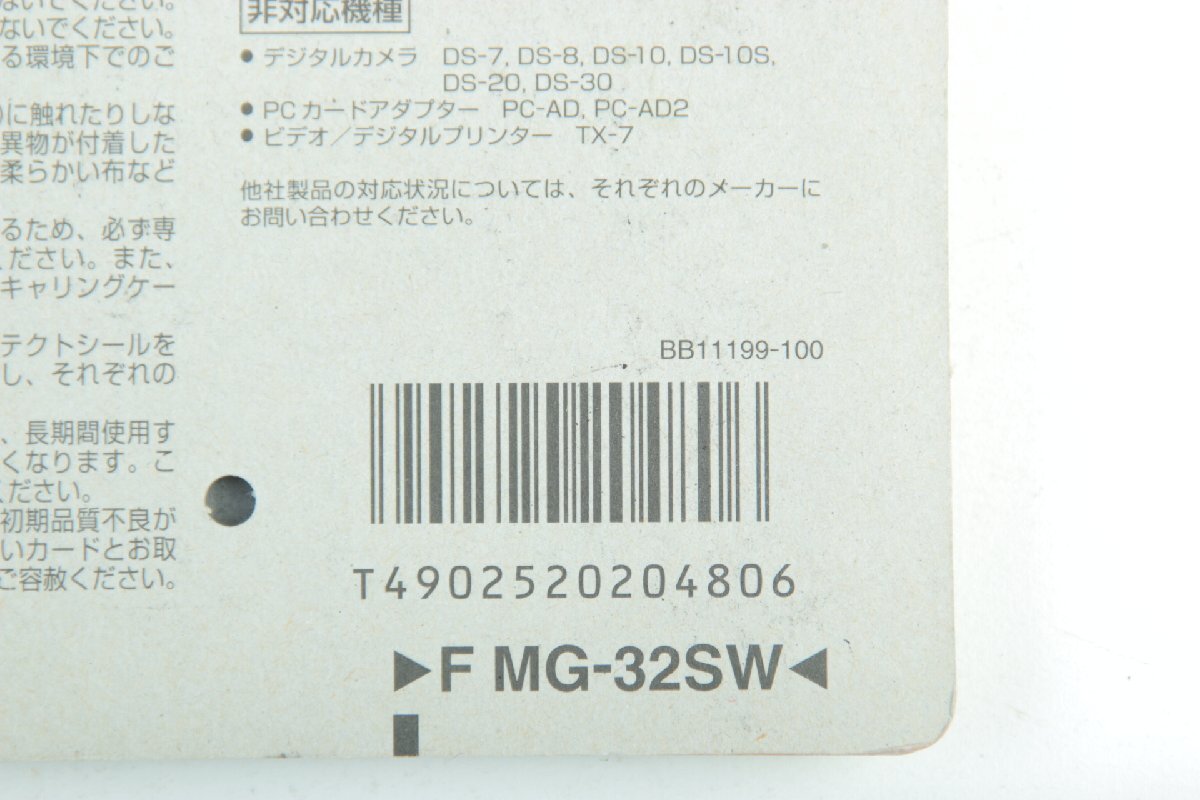 ないでください。
ないでください。
る環境下でのご
)に触れたりしな
異物が付着した
柔らかい布など
るため、必ず専
ください。また、
キャリングケー
テクトシールを
し、それぞれの
、長期間使用す
くなります。こ
ください。
初期品質不良が
いカードとお取
ご容赦ください。
非対応機種
● デジタルカメラ DS-7, DS-8, DS-10, DS-10S,
DS-20, DS-30
● PCカードアダプター PC-AD, PC-AD2
● ビデオ／デジタルプリンター TX-7
他社製品の対応状況については、それぞれのメーカーに
お問い合わせください。
BB11199-100
T4902520204806
▶F MG-32SW◀